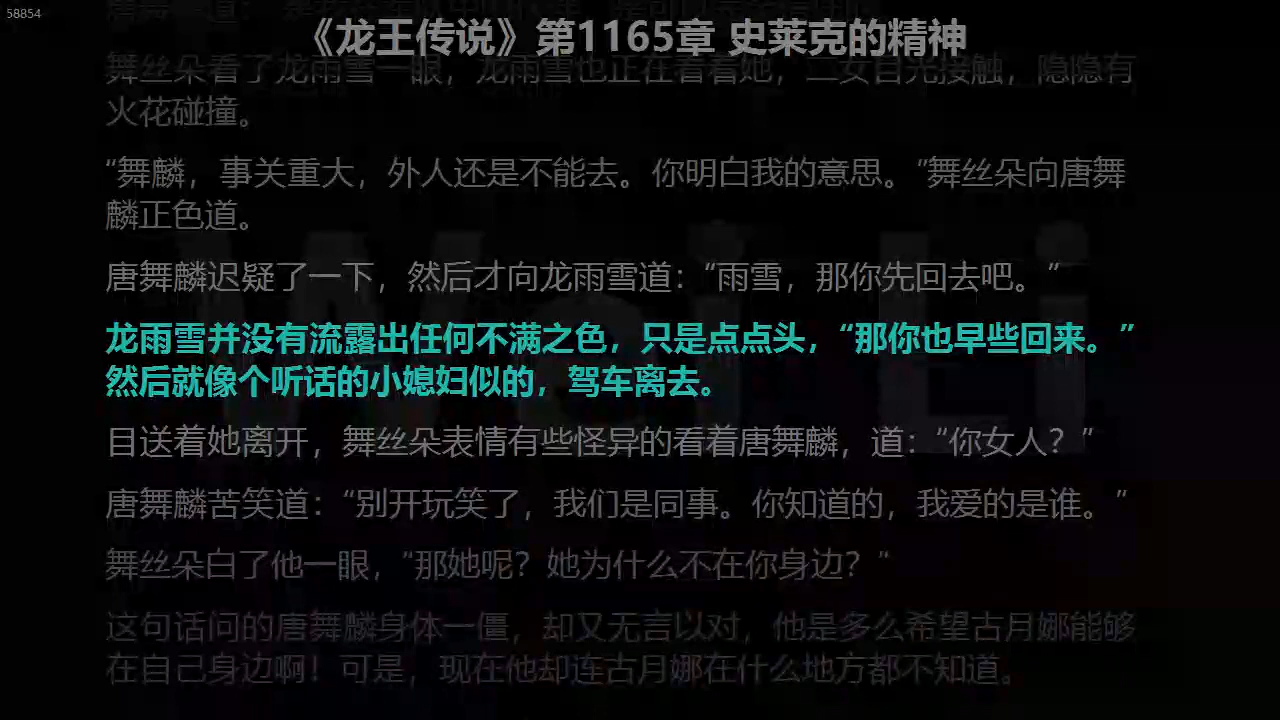 58854
《龙王传说》第1165章 史莱克的精神
舞丝朵看了龙雨雪一眼，龙雨雪也正在看着她，二女目光接触，隐隐有
火花碰撞。
“舞麟，事关重大，外人还是不能去。你明白我的意思。”舞丝朵向唐舞
麟正色道。
唐舞麟迟疑了一下，然后才向龙雨雪道：“雨雪，那你先回去吧。”
龙雨雪并没有流露出任何不满之色，只是点点头，“那你也早些回来。”
然后就像个听话的小媳妇似的，驾车离去。
目送着她离开，舞丝朵表情有些怪异的看着唐舞麟，道：“你女人？”
唐舞麟苦笑道：“别开玩笑了，我们是同事。你知道的，我爱的是谁。”
舞丝朵白了他一眼，“那她呢？她为什么不在你身边？“
这句话问的唐舞麟身体一僵，却又无言以对，他是多么希望古月娜能够
在自己身边啊！可是，现在他却连古月娜在什么地方都不知道。
Wei Li